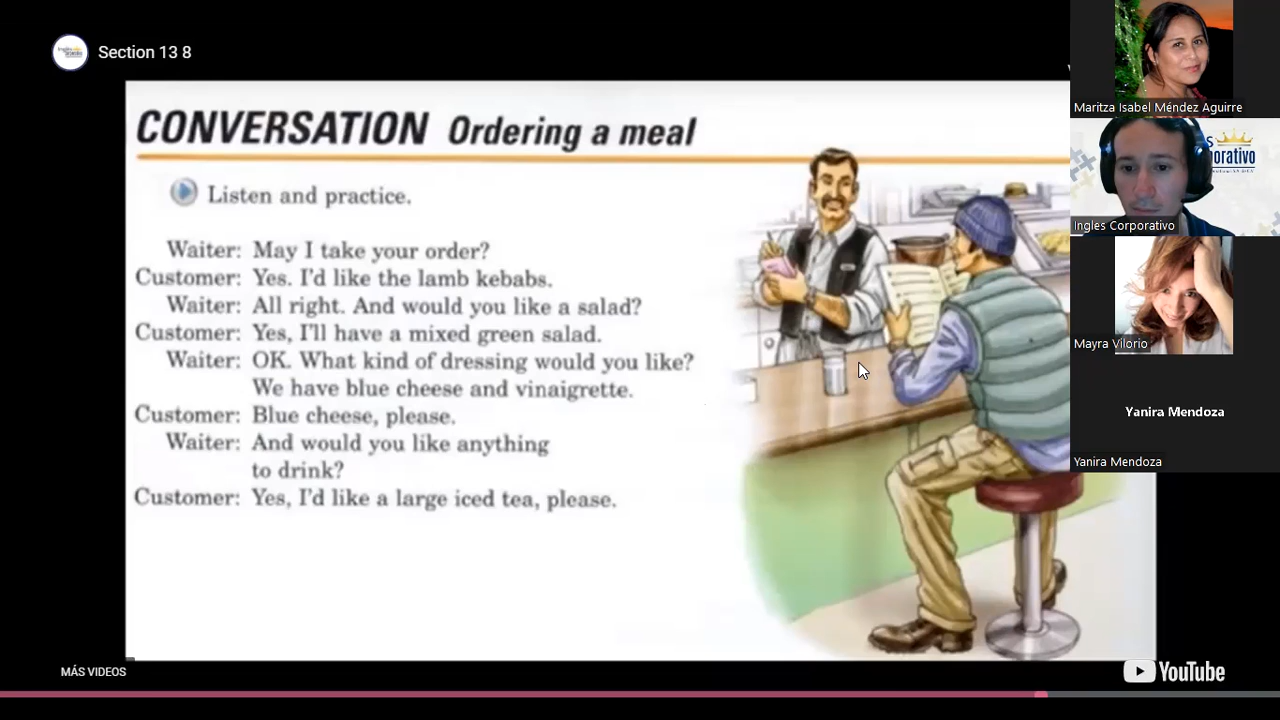 Section 13 8
CONVERSATION Ordering a meal
Listen and practice.
Waiter: May I take your order?
Customer: Yes. I'd like the lamb kebabs.
Waiter: All right. And would you like a salad?
Customer: Yes, I'll have a mixed green salad.
Waiter: OK. What kind of dressing would you like?
We have blue cheese and vinaigrette.
Customer: Blue cheese, please.
Waiter: And would you like anything
to drink?
Customer: Yes, I'd like a large iced tea, please.
MÁS VIDEOS
YouTube
Maritza Isabel Méndez Aguirre
Ingles Corporativo
Mayra Vilorio
Yanira Mendoza
Yanira Mendoza